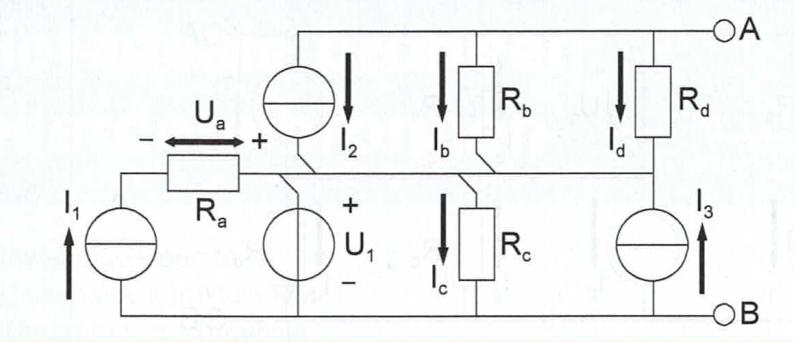 A
U_a
R_b
R_d
− +
I_2
I_b
I_d
I_1
R_a
+
U_1
−
I_c
R_c
I_3
B